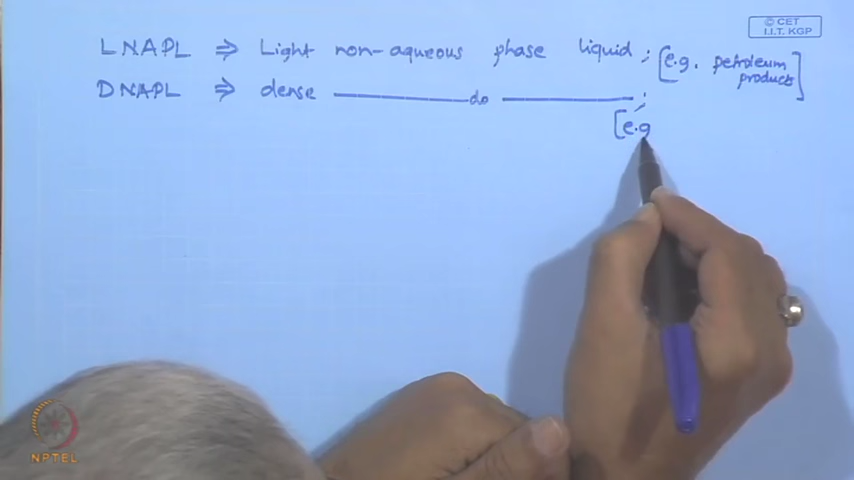 © CET
I.I.T. KGP
LNAPL ⇒ Light non-aqueous phase liquid ; [e.g. petroleum
products]
DNAPL ⇒ dense ————do———— ;
[e.g
NPTEL